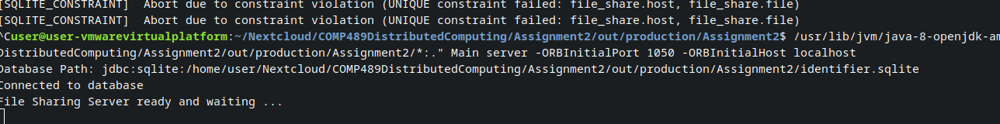 [SQLITE_CONSTRAINT]  Abort due to constraint violation (UNIQUE constraint failed: file_share.host, file_share.file)
[SQLITE_CONSTRAINT]  Abort due to constraint violation (UNIQUE constraint failed: file_share.host, file_share.file)
^Cuser@user-vmwarevirtualplatform:~/Nextcloud/COMP489DistributedComputing/Assignment2/out/production/Assignment2$ /usr/lib/jvm/java-8-openjdk-am
DistributedComputing/Assignment2/out/production/Assignment2/*:." Main server -ORBInitialPort 1050 -ORBInitialHost localhost
Database Path: jdbc:sqlite:/home/user/Nextcloud/COMP489DistributedComputing/Assignment2/out/production/Assignment2/identifier.sqlite
Connected to database
File Sharing Server ready and waiting ...